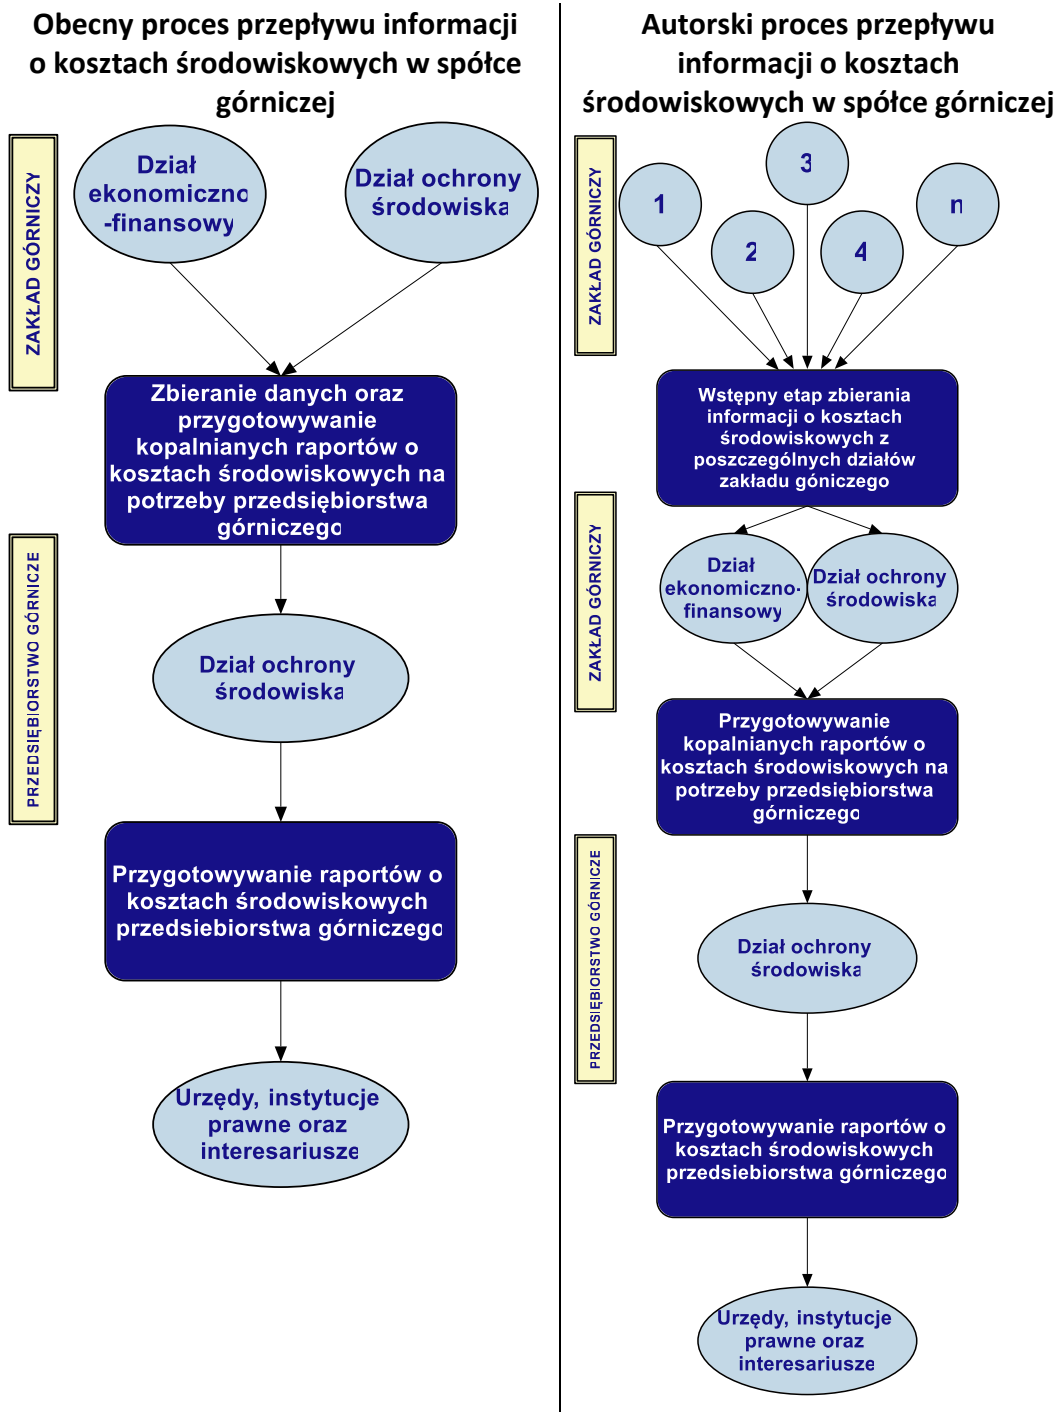 Obecny proces przepływu informacji
o kosztach środowiskowych w spółce
górniczej
ZAKŁAD GÓRNICZY
Dział
ekonomiczno
-finansowy
Dział ochrony
środowiska
Zbieranie danych oraz
przygotowywanie
kopalnianych raportów o
kosztach środowiskowych na
potrzeby przedsiębiorstwa
górniczego
PRZEDSIĘBIORSTWO GÓRNICZE
Dział ochrony
środowiska
Przygotowywanie raportów o
kosztach środowiskowych
przedsiebiorstwa górniczego
Urzędy, instytucje
prawne oraz
interesariusze
Autorski proces przepływu
informacji o kosztach
środowiskowych w spółce górniczej
ZAKŁAD GÓRNICZY
1
2
3
4
n
Wstępny etap zbierania
informacji o kosztach
środowiskowych z
poszczególnych działów
zakładu góniczego
ZAKŁAD GÓRNICZY
Dział
ekonomiczno-
finansowy
Dział ochrony
środowiska
Przygotowywanie
kopalnianych raportów o
kosztach środowiskowych na
potrzeby przedsiębiorstwa
górniczego
PRZEDSIĘBIORSTWO GÓRNICZE
Dział ochrony
środowiska
Przygotowywanie raportów o
kosztach środowiskowych
przedsiebiorstwa górniczego
Urzędy, instytucje
prawne oraz
interesariusze